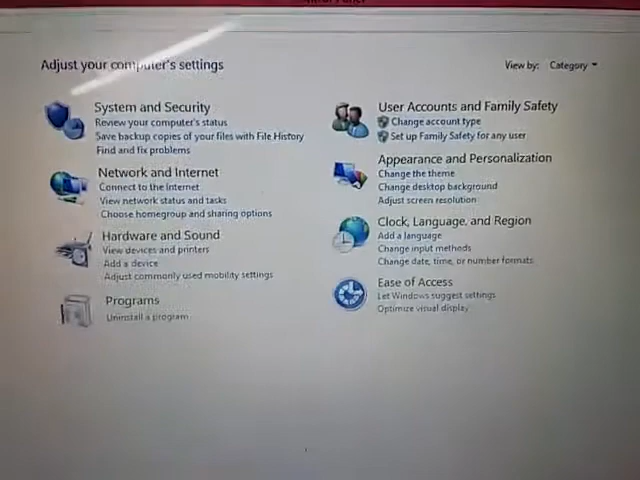 Adjust your computer's settings
View by: Category
System and Security
Review your computer's status
Save backup copies of your files with File History
Find and fix problems
Network and Internet
Connect to the Internet
View network status and tasks
Choose homegroup and sharing options
Hardware and Sound
View devices and printers
Add a device
Adjust commonly used mobility settings
Programs
Uninstall a program
User Accounts and Family Safety
Change account type
Set up Family Safety for any user
Appearance and Personalization
Change the theme
Change desktop background
Adjust screen resolution
Clock, Language, and Region
Add a language
Change input methods
Change date, time, or number formats
Ease of Access
Let Windows suggest settings
Optimize visual display